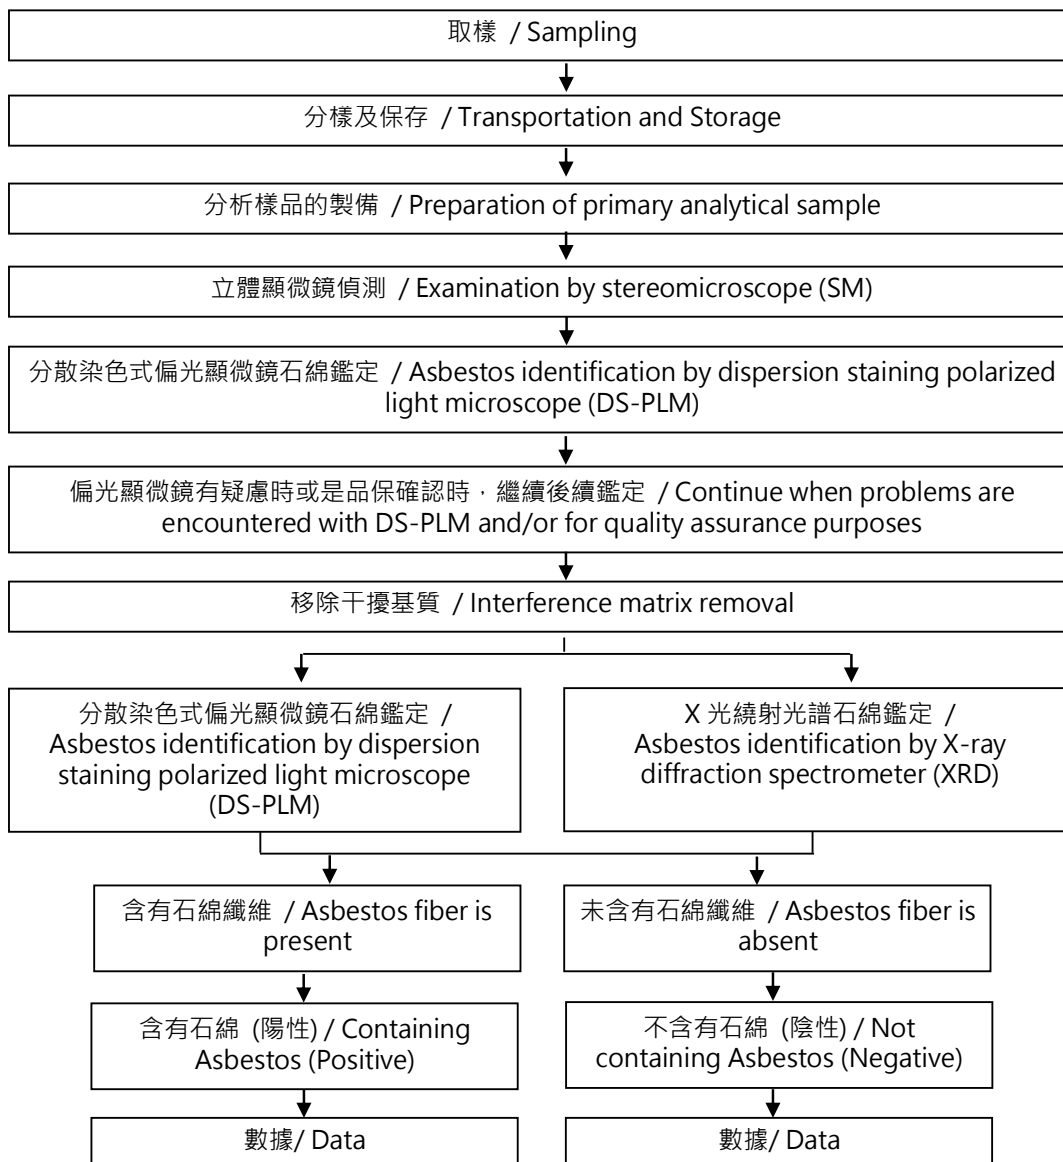 取樣 / Sampling
分樣及保存 / Transportation and Storage
分析樣品的製備 / Preparation of primary analytical sample
立體顯微鏡偵測 / Examination by stereomicroscope (SM)
分散染色式偏光顯微鏡石綿鑑定 / Asbestos identification by dispersion staining polarized
light microscope (DS-PLM)
偏光顯微鏡有疑慮時或是品保確認時，繼續後續鑑定 / Continue when problems are
encountered with DS-PLM and/or for quality assurance purposes
移除干擾基質 / Interference matrix removal
分散染色式偏光顯微鏡石綿鑑定 /
Asbestos identification by dispersion
staining polarized light microscope
(DS-PLM)
X 光繞射光譜石綿鑑定 /
Asbestos identification by X-ray
diffraction spectrometer (XRD)
含有石綿纖維 / Asbestos fiber is
present
未含有石綿纖維 / Asbestos fiber is
absent
含有石綿 (陽性) / Containing
Asbestos (Positive)
不含有石綿 (陰性) / Not
containing Asbestos (Negative)
數據/ Data
數據/ Data